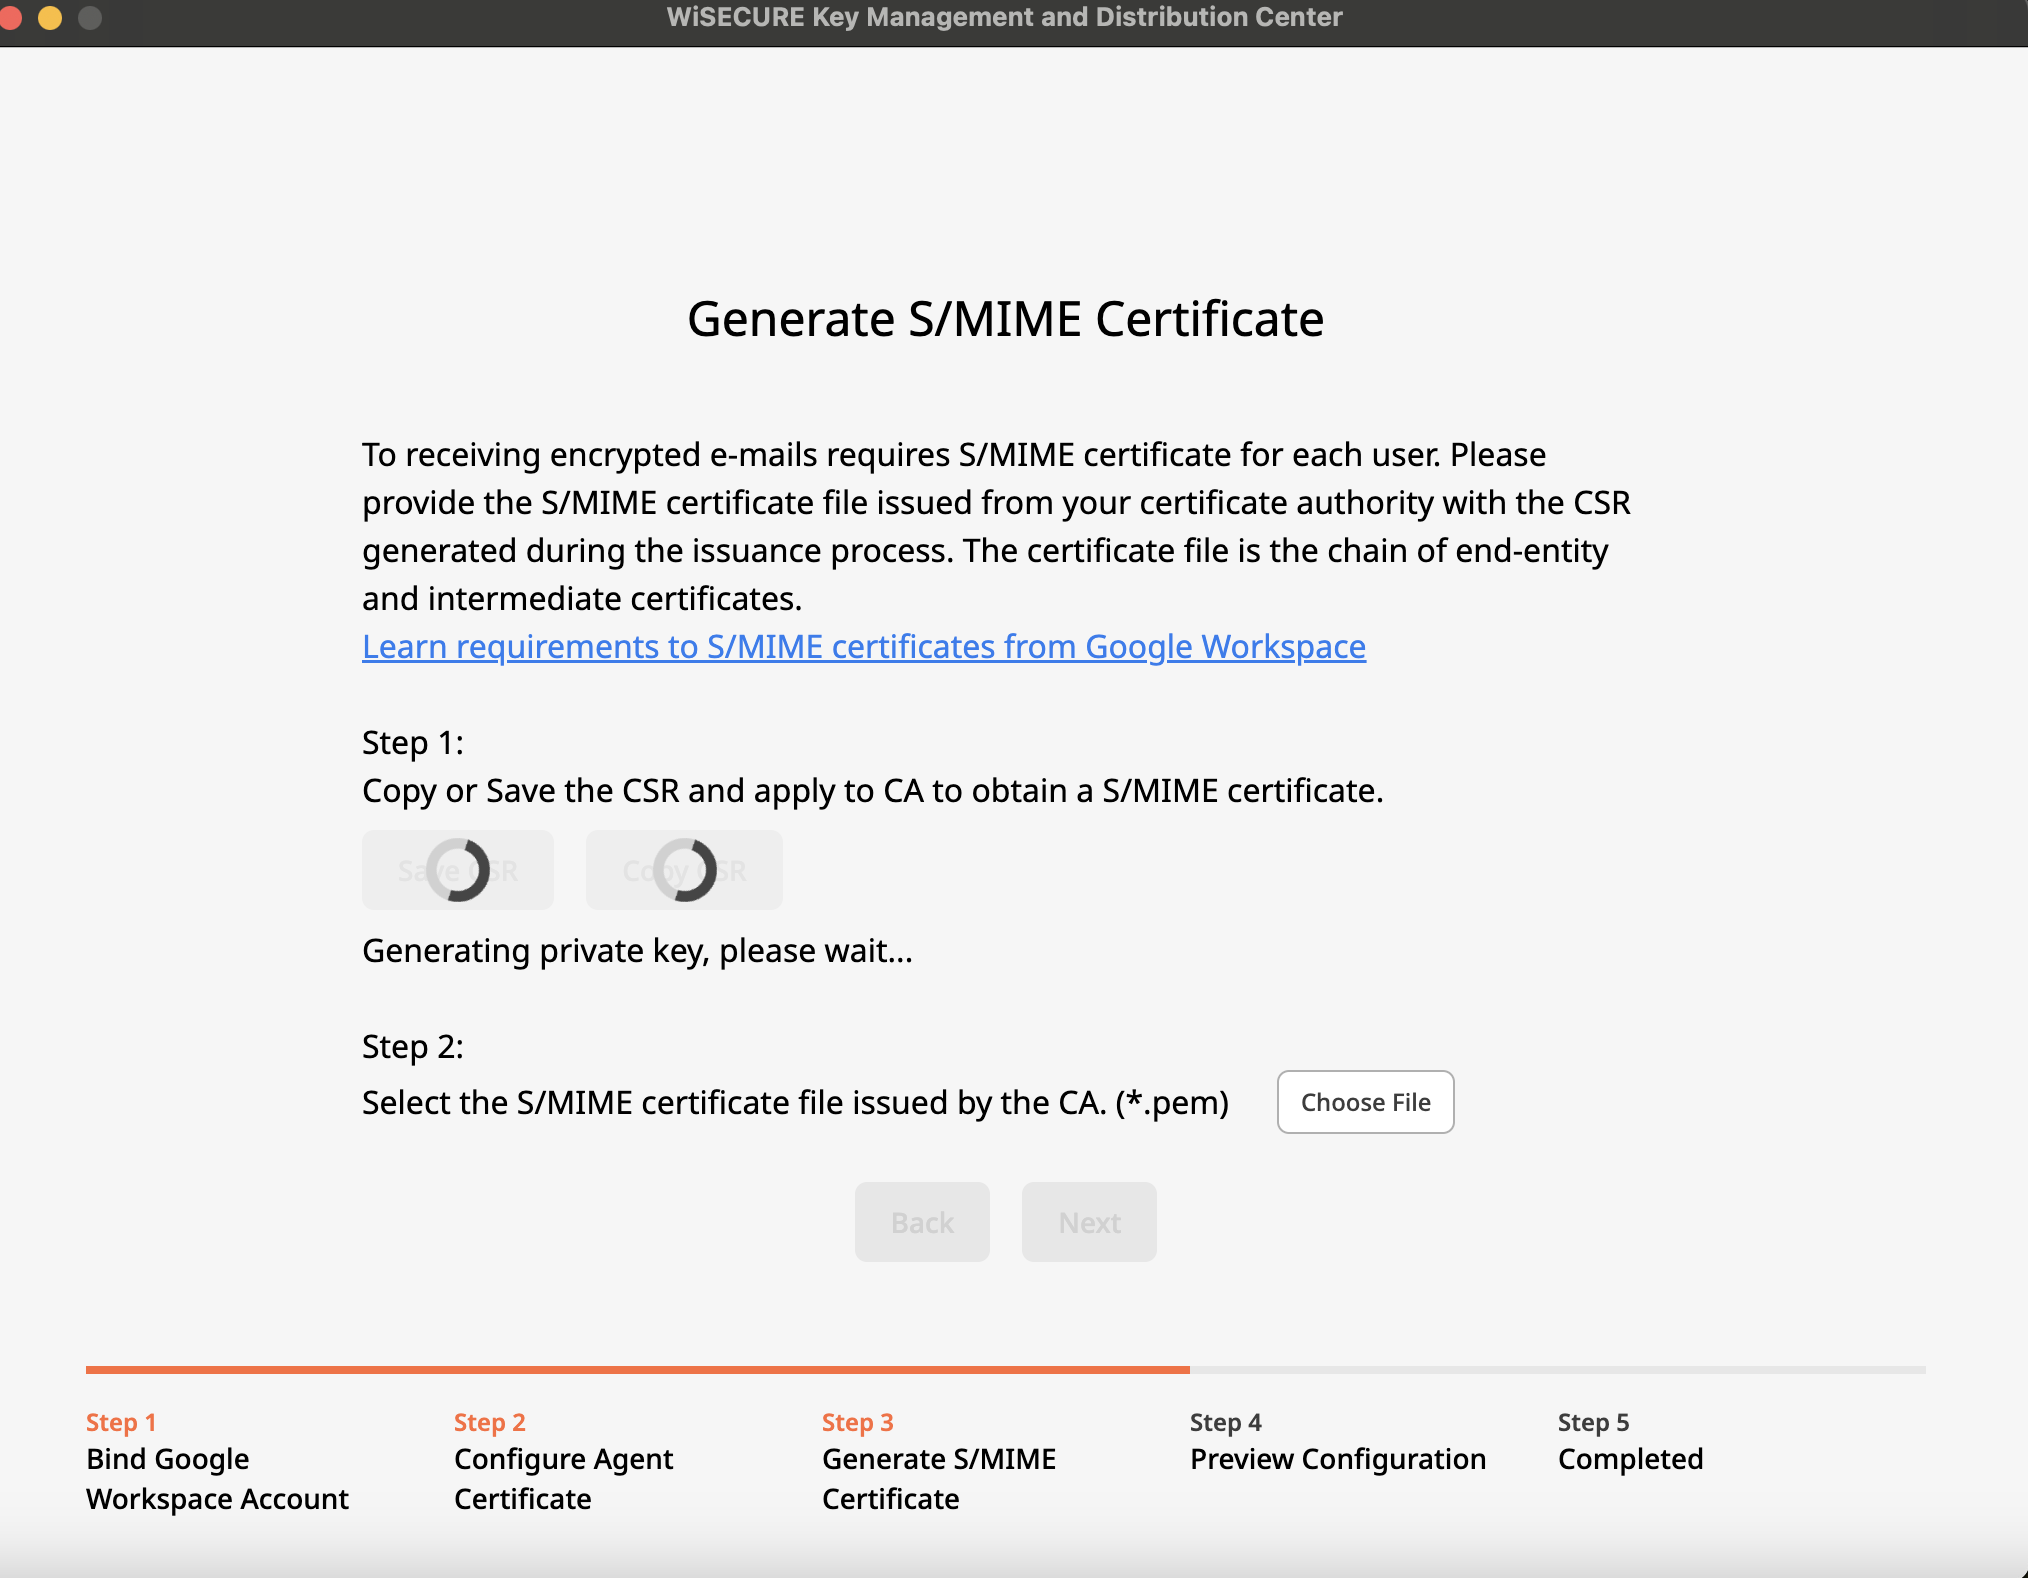 WiSECURE Key Management and Distribution Center
Generate S/MIME Certificate
To receiving encrypted e-mails requires S/MIME certificate for each user. Please
provide the S/MIME certificate file issued from your certificate authority with the CSR
generated during the issuance process. The certificate file is the chain of end-entity
and intermediate certificates.
Learn requirements to S/MIME certificates from Google Workspace
Step 1:
Copy or Save the CSR and apply to CA to obtain a S/MIME certificate.
Save CSR
Copy CSR
Generating private key, please wait...
Step 2:
Select the S/MIME certificate file issued by the CA. (*.pem)
Choose File
Back
Next
Step 1
Bind Google
Workspace Account
Step 2
Configure Agent
Certificate
Step 3
Generate S/MIME
Certificate
Step 4
Preview Configuration
Step 5
Completed